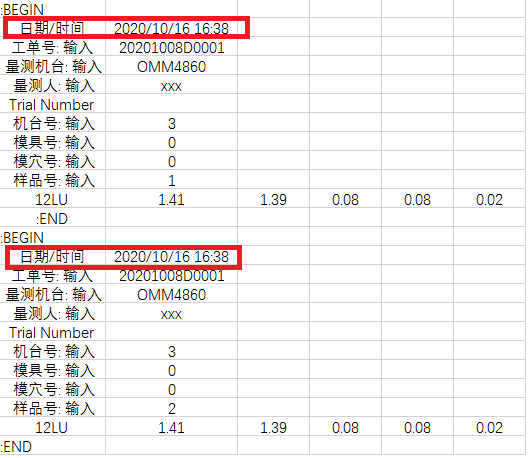 :BEGIN
日期/时间 2020/10/16 16:38
工单号: 输入 20201008D0001
量测机台: 输入 OMM4860
量测人: 输入 xxx
Trial Number
机台号: 输入 3
模具号: 输入 0
模穴号: 输入 0
样品号: 输入 1
12LU 1.41 1.39 0.08 0.08 0.02
:END
:BEGIN
日期/时间 2020/10/16 16:38
工单号: 输入 20201008D0001
量测机台: 输入 OMM4860
量测人: 输入 xxx
Trial Number
机台号: 输入 3
模具号: 输入 0
模穴号: 输入 0
样品号: 输入 2
12LU 1.41 1.39 0.08 0.08 0.02
:END